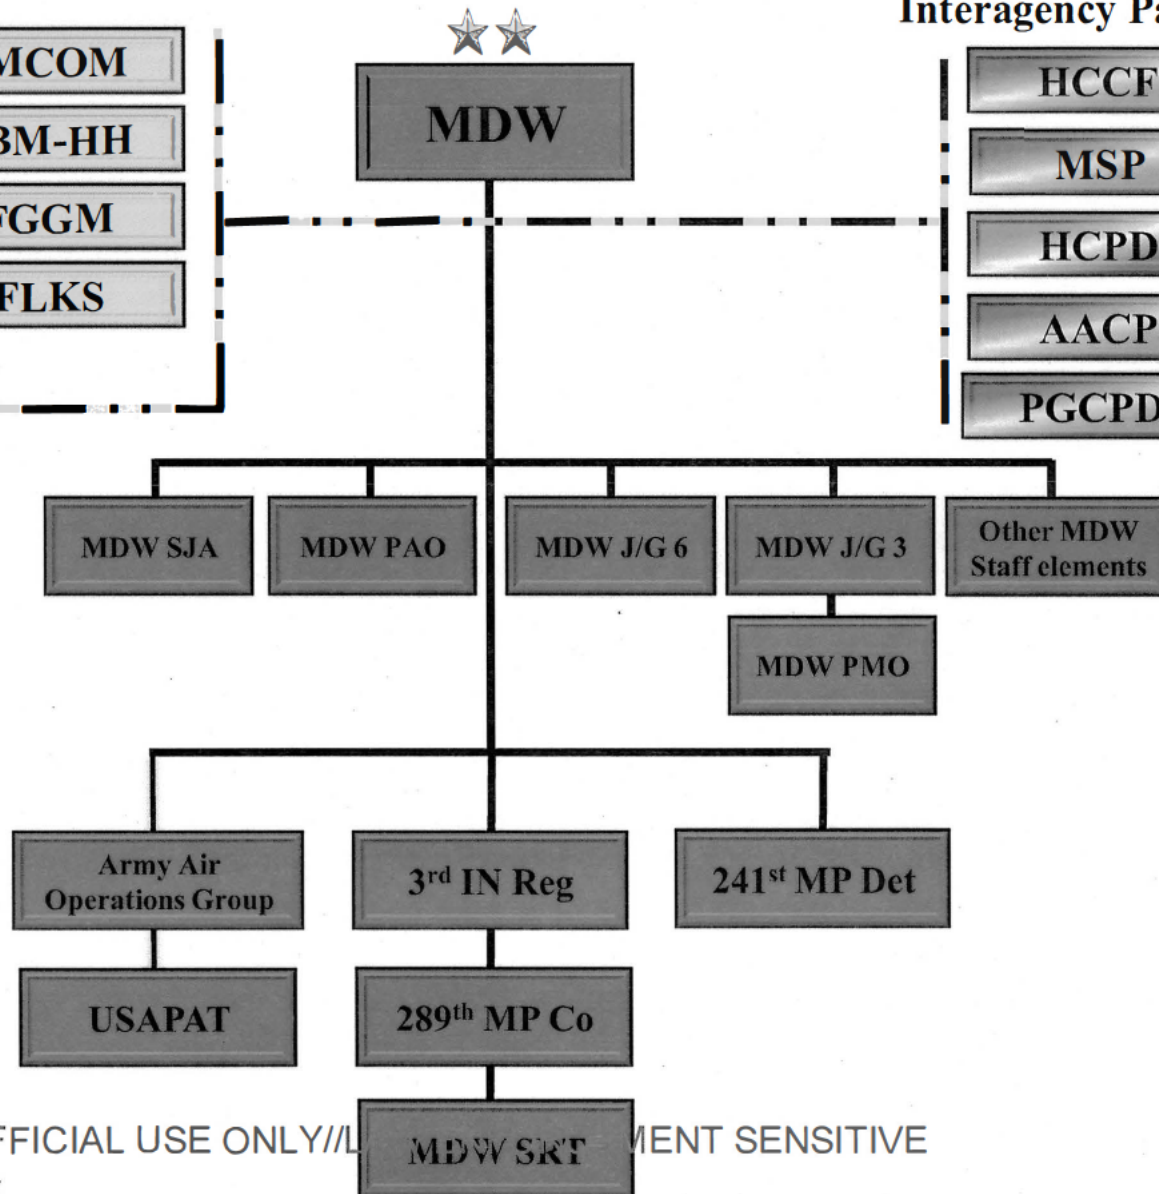 Interagency Pa
MCOM
BM-HH
FGGM
FLKS
MDW
HCCF
MSP
HCPD
AACP
PGCPD
MDW SJA
MDW PAO
MDW J/G 6
MDW J/G 3
Other MDW
Staff elements
MDW PMO
Army Air
Operations Group
3rd IN Reg
241st MP Det
USAPAT
289th MP Co
MDW SRT
FFICIAL USE ONLY//L MENT SENSITIVE